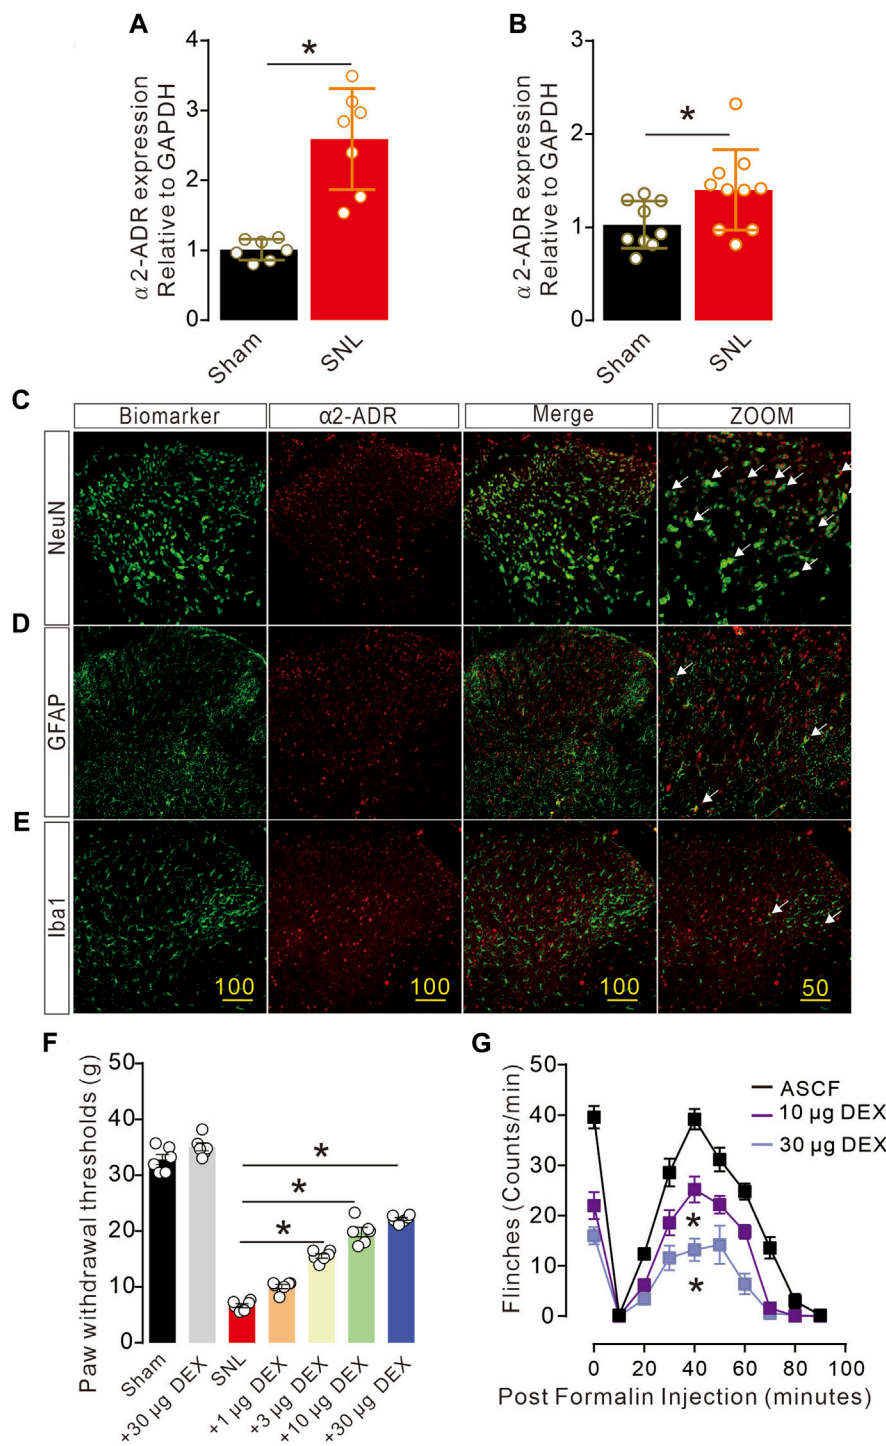 A
α2-ADR expression
Relative to GAPDH
4
3
2
1
0
*
Sham
SNL
B
α2-ADR expression
Relative to GAPDH
3
2
1
0
*
Sham
SNL
C
Biomarker
α2-ADR
Merge
ZOOM
NeuN
D
GFAP
E
Iba1
100
100
100
50
F
Paw withdrawal thresholds (g)
50
40
30
20
10
0
*
*
*
Sham
+30 µg DEX
SNL
+1 µg DEX
+3 µg DEX
+10 µg DEX
+30 µg DEX
G
Flinches (Counts/min)
50
40
30
20
10
0
ASCF
10 µg DEX
30 µg DEX
*
*
0
20
40
60
80
100
Post Formalin Injection (minutes)